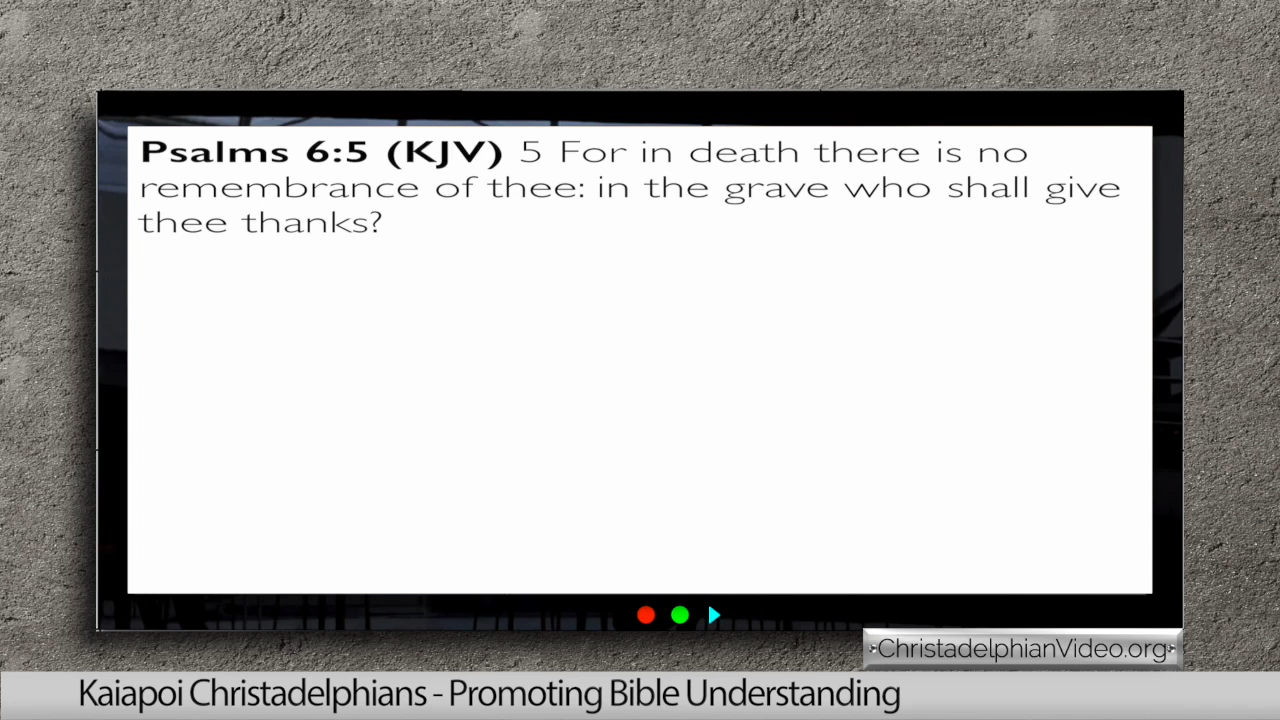 Psalms 6:5 (KJV) 5 For in death there is no
remembrance of thee: in the grave who shall give
thee thanks?
ChristadelphianVideo.org
Kaiapoi Christadelphians - Promoting Bible Understanding